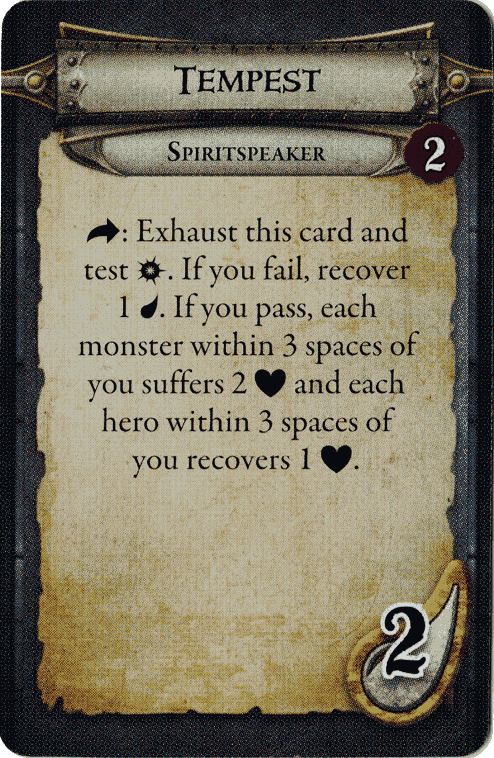 Tempest
Spiritspeaker
2
: Exhaust this card and
test . If you fail, recover
1 . If you pass, each
monster within 3 spaces of
you suffers 2 and each
hero within 3 spaces of
you recovers 1 .
2